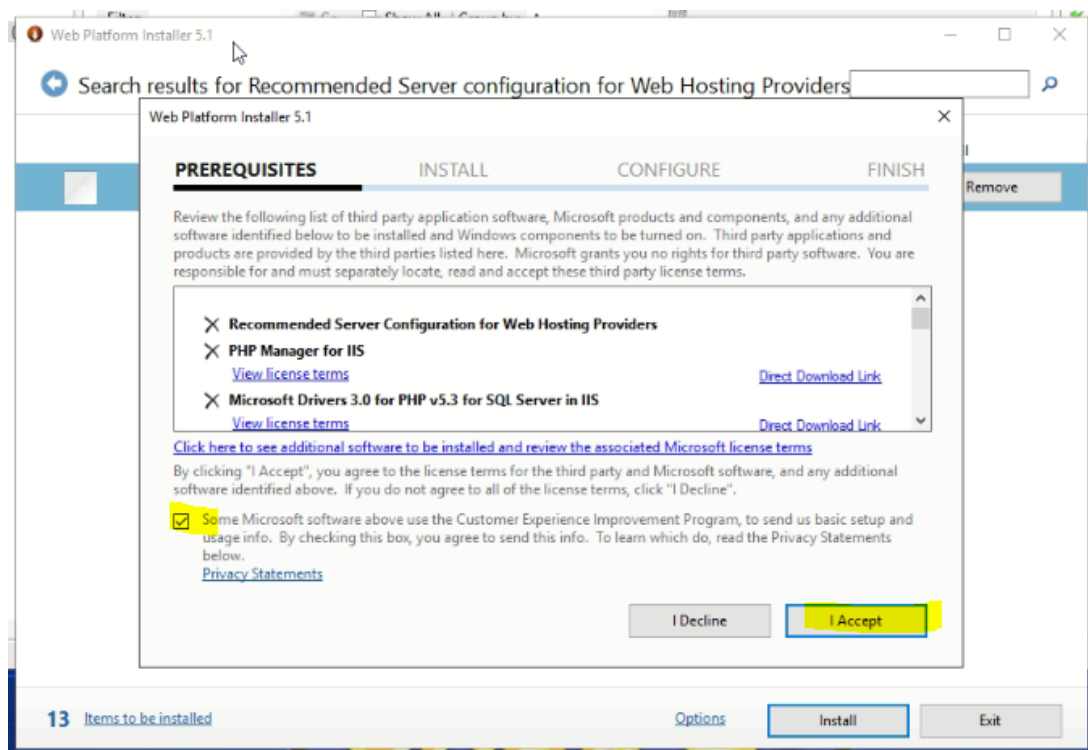 Show All
Group by:
Web Platform Installer 5.1
Search results for Recommended Server configuration for Web Hosting Providers
Web Platform Installer 5.1
PREREQUISITES INSTALL CONFIGURE FINISH
Remove
Review the following list of third party application software, Microsoft products and components, and any additional
software identified below to be installed and Windows components to be turned on. Third party applications and
products are provided by the third parties listed here. Microsoft grants you no rights for third party software. You are
responsible for and must separately locate, read and accept these third party license terms.
Recommended Server Configuration for Web Hosting Providers
PHP Manager for IIS
View license terms Direct Download Link
Microsoft Drivers 3.0 for PHP v5.3 for SQL Server in IIS
View license terms Direct Download Link
Click here to see additional software to be installed and review the associated Microsoft license terms
By clicking "I Accept", you agree to the license terms for the third party and Microsoft software, and any additional
software identified above. If you do not agree to all of the license terms, click "I Decline".
Some Microsoft software above use the Customer Experience Improvement Program, to send us basic setup and
usage info. By checking this box, you agree to send this info. To learn which do, read the Privacy Statements
below.
Privacy Statements
I Decline I Accept
13 Items to be installed Options Install Exit